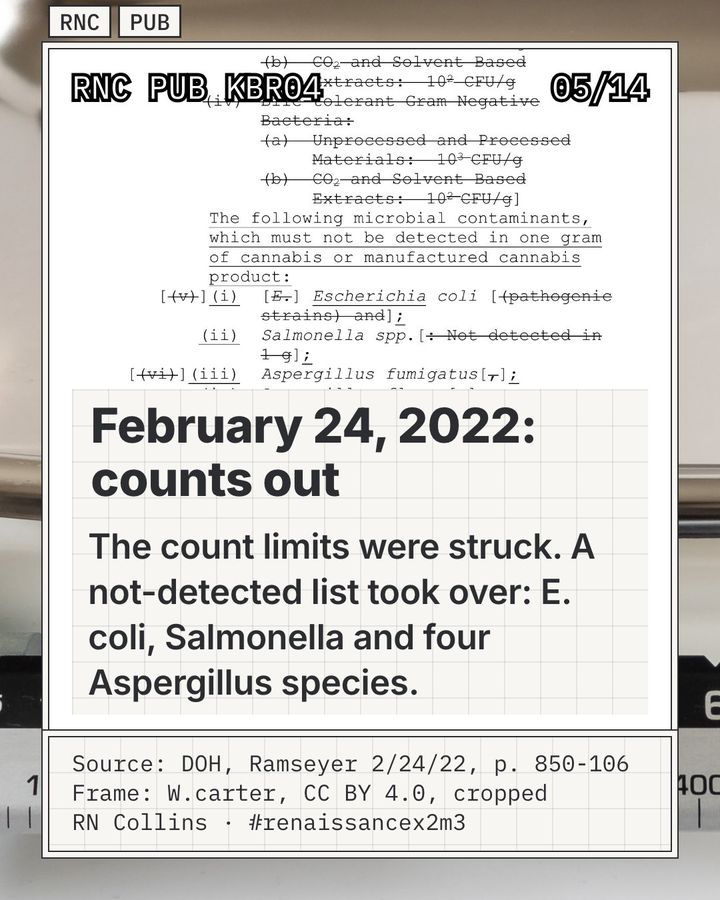 RNC PUB
RNC PUB KBR04 05/14
(b) CO₂ and Solvent Based
Extracts: 10² CFU/g
(iv) Bile-tolerant Gram Negative
Bacteria:
(a) Unprocessed and Processed
Materials: 10³ CFU/g
(b) CO₂ and Solvent Based
Extracts: 10² CFU/g]
The following microbial contaminants,
which must not be detected in one gram
of cannabis or manufactured cannabis
product:
[(v)](i) [E.] Escherichia coli [(pathogenic
strains) and];
(ii) Salmonella spp.[: Not detected in
1 g];
[(vi)](iii) Aspergillus fumigatus[,];
February 24, 2022:
counts out
The count limits were struck. A
not-detected list took over: E.
coli, Salmonella and four
Aspergillus species.
Source: DOH, Ramseyer 2/24/22, p. 850-106
Frame: W.carter, CC BY 4.0, cropped
RN Collins · #renaissancex2m3
1
6
400